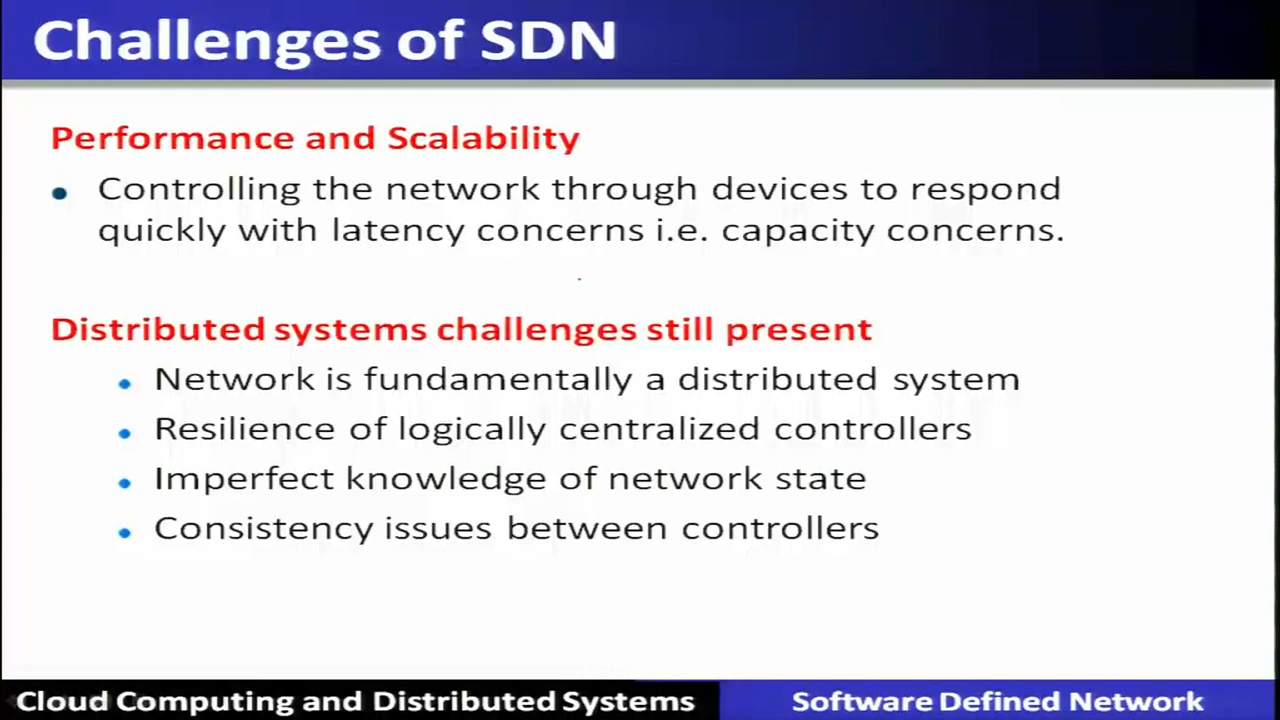 Challenges of SDN
Performance and Scalability
Controlling the network through devices to respond
quickly with latency concerns i.e. capacity concerns.
Distributed systems challenges still present
Network is fundamentally a distributed system
Resilience of logically centralized controllers
Imperfect knowledge of network state
Consistency issues between controllers
Cloud Computing and Distributed Systems
Software Defined Network